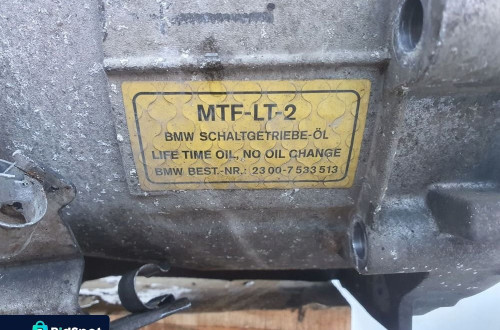 MTF-LT-2
BMW SCHALTGETRIEBE-ÖL
LIFE TIME OIL, NO OIL CHANGE
BMW BEST.-NR.: 23 00-7 533 513
BidSpot